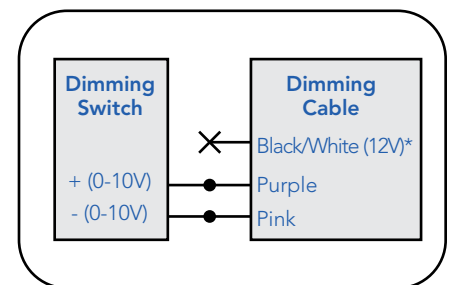 Dimming
Switch
+ (0-10V)
- (0-10V)
Dimming
Cable
Black/White (12V)*
Purple
Pink